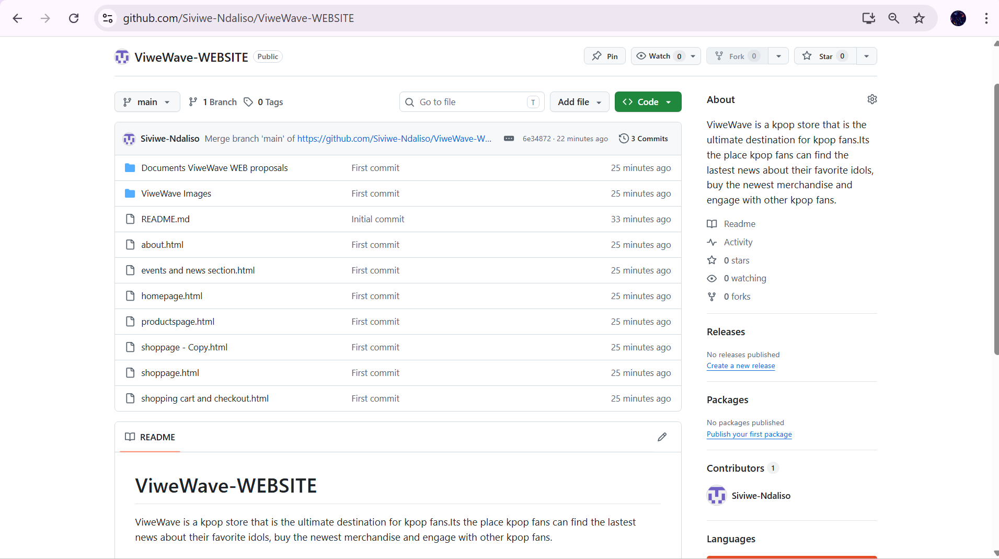 github.com/Siviwe-Ndaliso/ViweWave-WEBSITE
ViweWave-WEBSITE Public
Pin Watch 0 Fork 0 Star 0
main 1 Branch 0 Tags Go to file T Add file Code
Siviwe-Ndaliso Merge branch 'main' of https://github.com/Siviwe-Ndaliso/ViweWave-W... 6e34872 · 22 minutes ago 3 Commits
Documents ViweWave WEB proposals First commit 25 minutes ago
ViweWave Images First commit 25 minutes ago
README.md Initial commit 33 minutes ago
about.html First commit 25 minutes ago
events and news section.html First commit 25 minutes ago
homepage.html First commit 25 minutes ago
productspage.html First commit 25 minutes ago
shoppage - Copy.html First commit 25 minutes ago
shoppage.html First commit 25 minutes ago
shopping cart and checkout.html First commit 25 minutes ago
README
ViweWave-WEBSITE
ViweWave is a kpop store that is the ultimate destination for kpop fans.Its the place kpop fans can find the lastest
news about their favorite idols, buy the newest merchandise and engage with other kpop fans.
About
ViweWave is a kpop store that is the
ultimate destination for kpop fans.Its
the place kpop fans can find the
lastest news about their favorite idols,
buy the newest merchandise and
engage with other kpop fans.
Readme
Activity
0 stars
0 watching
0 forks
Releases
No releases published
Create a new release
Packages
No packages published
Publish your first package
Contributors 1
Siviwe-Ndaliso
Languages